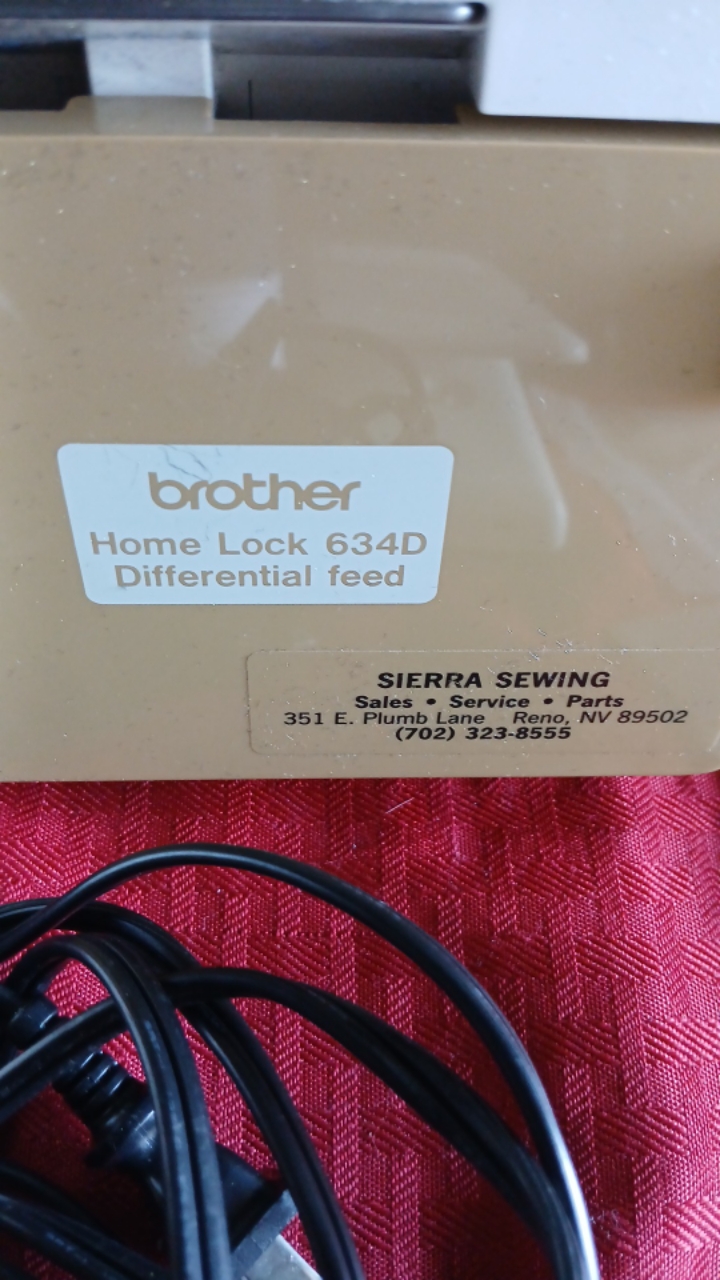 brother
Home Lock 634D
Differential feed
SIERRA SEWING
Sales • Service • Parts
351 E. Plumb Lane Reno, NV 89502
(702) 323-8555